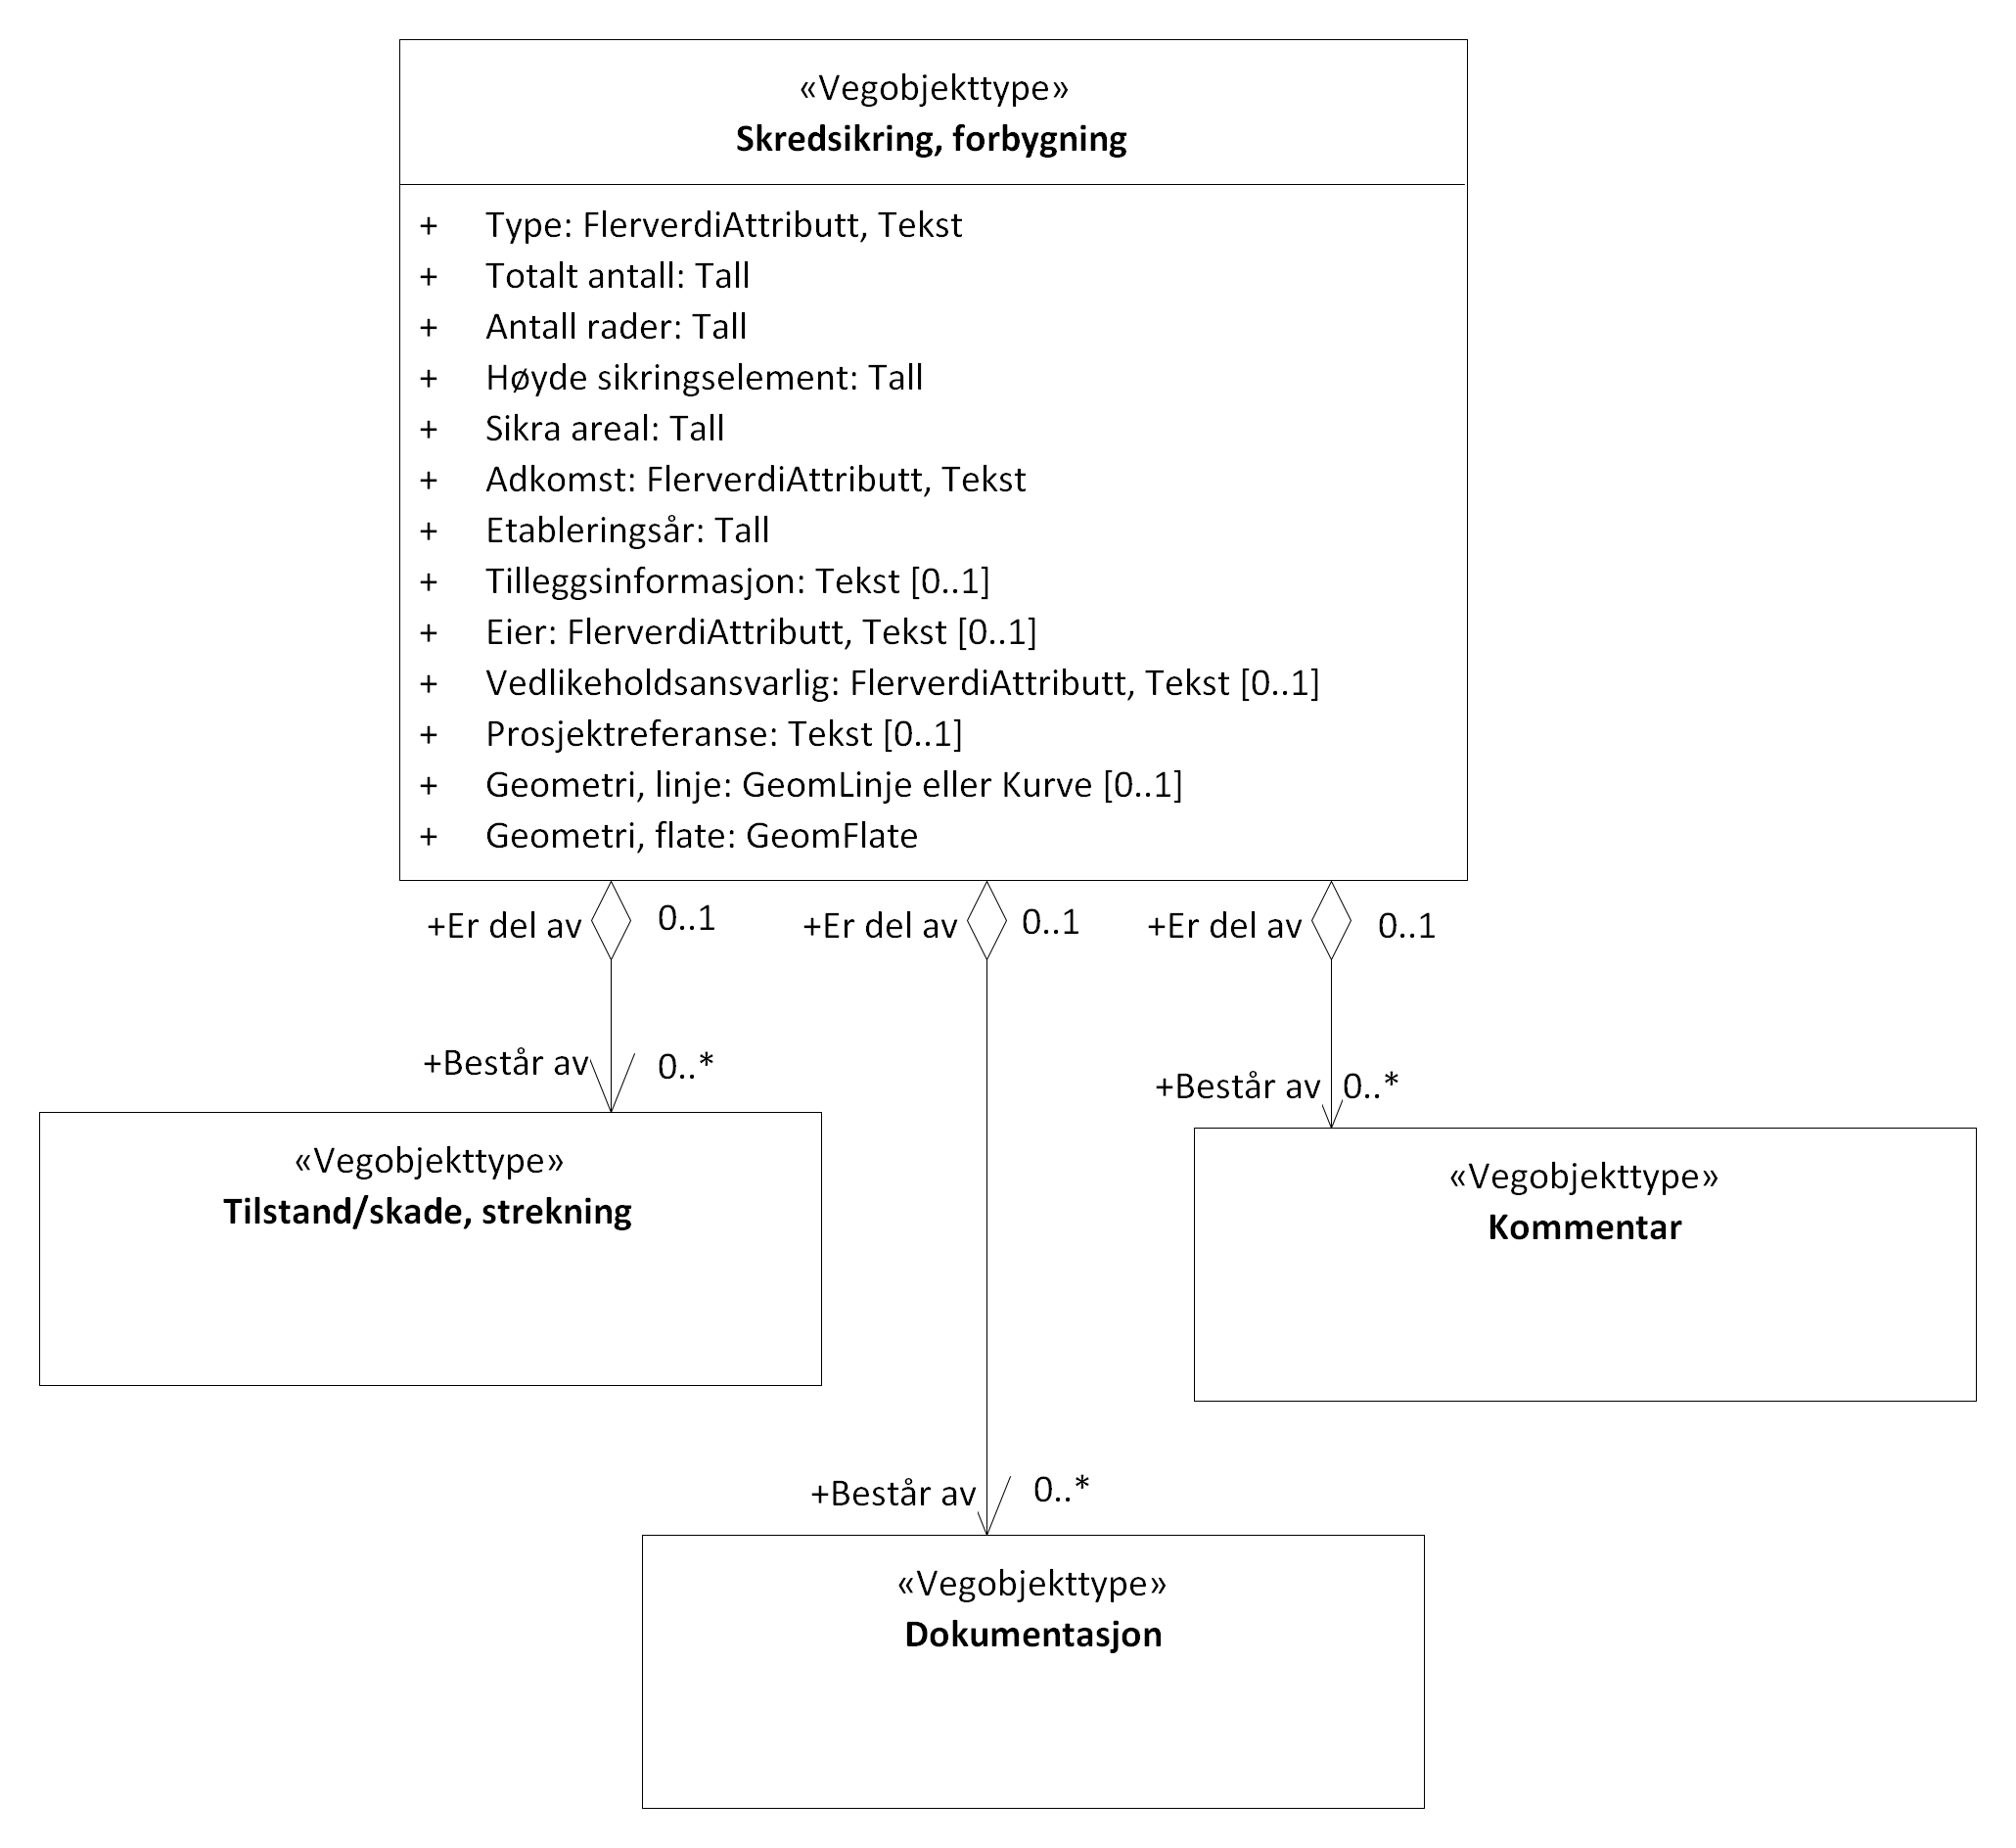 «Vegobjekttype»
Skredsikring, forbygning
+ Type: FlerverdiAttributt, Tekst
+ Totalt antall: Tall
+ Antall rader: Tall
+ Høyde sikringselement: Tall
+ Sikra areal: Tall
+ Adkomst: FlerverdiAttributt, Tekst
+ Etableringsår: Tall
+ Tilleggsinformasjon: Tekst [0..1]
+ Eier: FlerverdiAttributt, Tekst [0..1]
+ Vedlikeholdsansvarlig: FlerverdiAttributt, Tekst [0..1]
+ Prosjektreferanse: Tekst [0..1]
+ Geometri, linje: GeomLinje eller Kurve [0..1]
+ Geometri, flate: GeomFlate
+Er del av 0..1 +Er del av 0..1 +Er del av 0..1
+Består av 0..*
+Består av 0..*
«Vegobjekttype»
Tilstand/skade, strekning
«Vegobjekttype»
Kommentar
+Består av 0..*
«Vegobjekttype»
Dokumentasjon